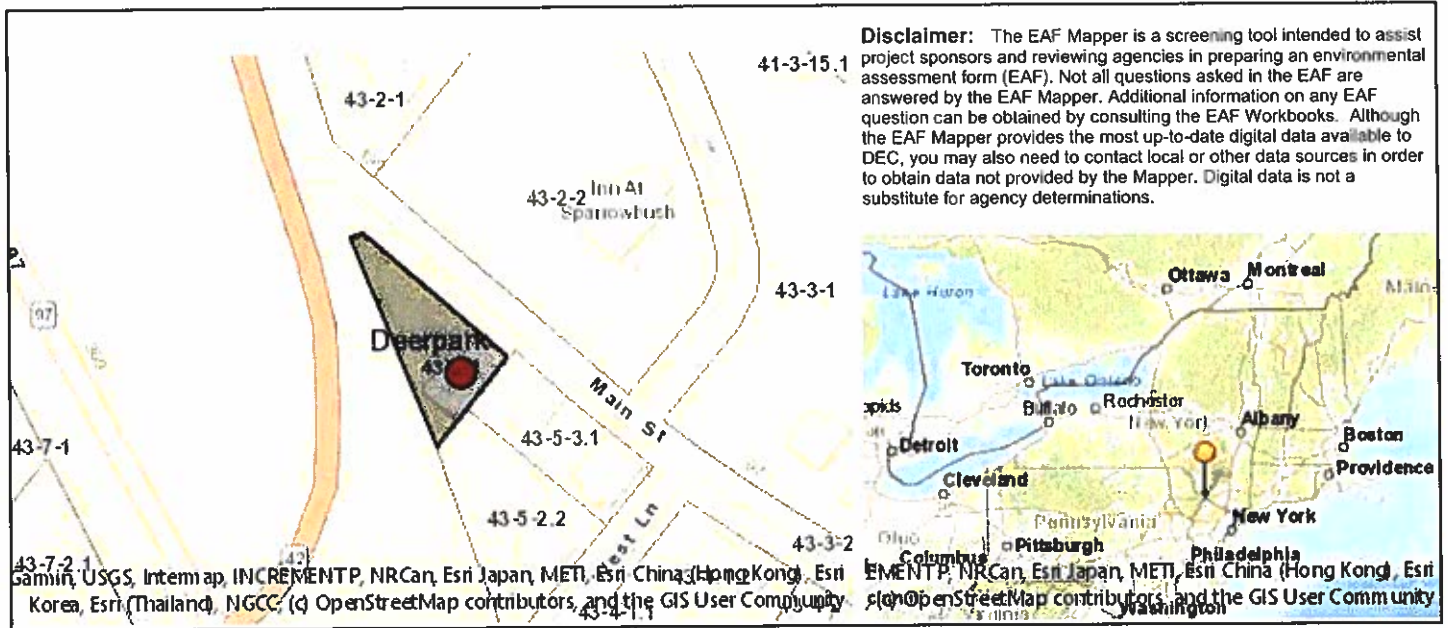 Disclaimer: The EAF Mapper is a screening tool intended to assist
project sponsors and reviewing agencies in preparing an environmental
assessment form (EAF). Not all questions asked in the EAF are
answered by the EAF Mapper. Additional information on any EAF
question can be obtained by consulting the EAF Workbooks. Although
the EAF Mapper provides the most up-to-date digital data available to
DEC, you may also need to contact local or other data sources in order
to obtain data not provided by the Mapper. Digital data is not a
substitute for agency determinations.
41-3-15.1
43-2-1
43-2-2
Inn At
Sparrowbush
43-3-1
97
Deerpark
Main St
43-5-3.1
43-7-1
43-5-2.2
43-3-2
43-7-2.1
42
43-4-1.1
Garmin, USGS, Intermap, INCREMENTP, NRCan, Esri Japan, METI, Esri China (Hong Kong), Esri
Korea, Esri (Thailand), NGCC, (c) OpenStreetMap contributors, and the GIS User Community
Ottawa
Montreal
Lake Huron
Toronto
Lake Ontario
Buffalo
Rochester
Albany
Detroit
Boston
Providence
Cleveland
New York
Pennsylvania
Pittsburgh
Philadelphia
Columbus
EMENTP, NRCan, Esri Japan, METI, Esri China (Hong Kong), Esri
OpenStreetMap contributors, and the GIS User Community
Washington